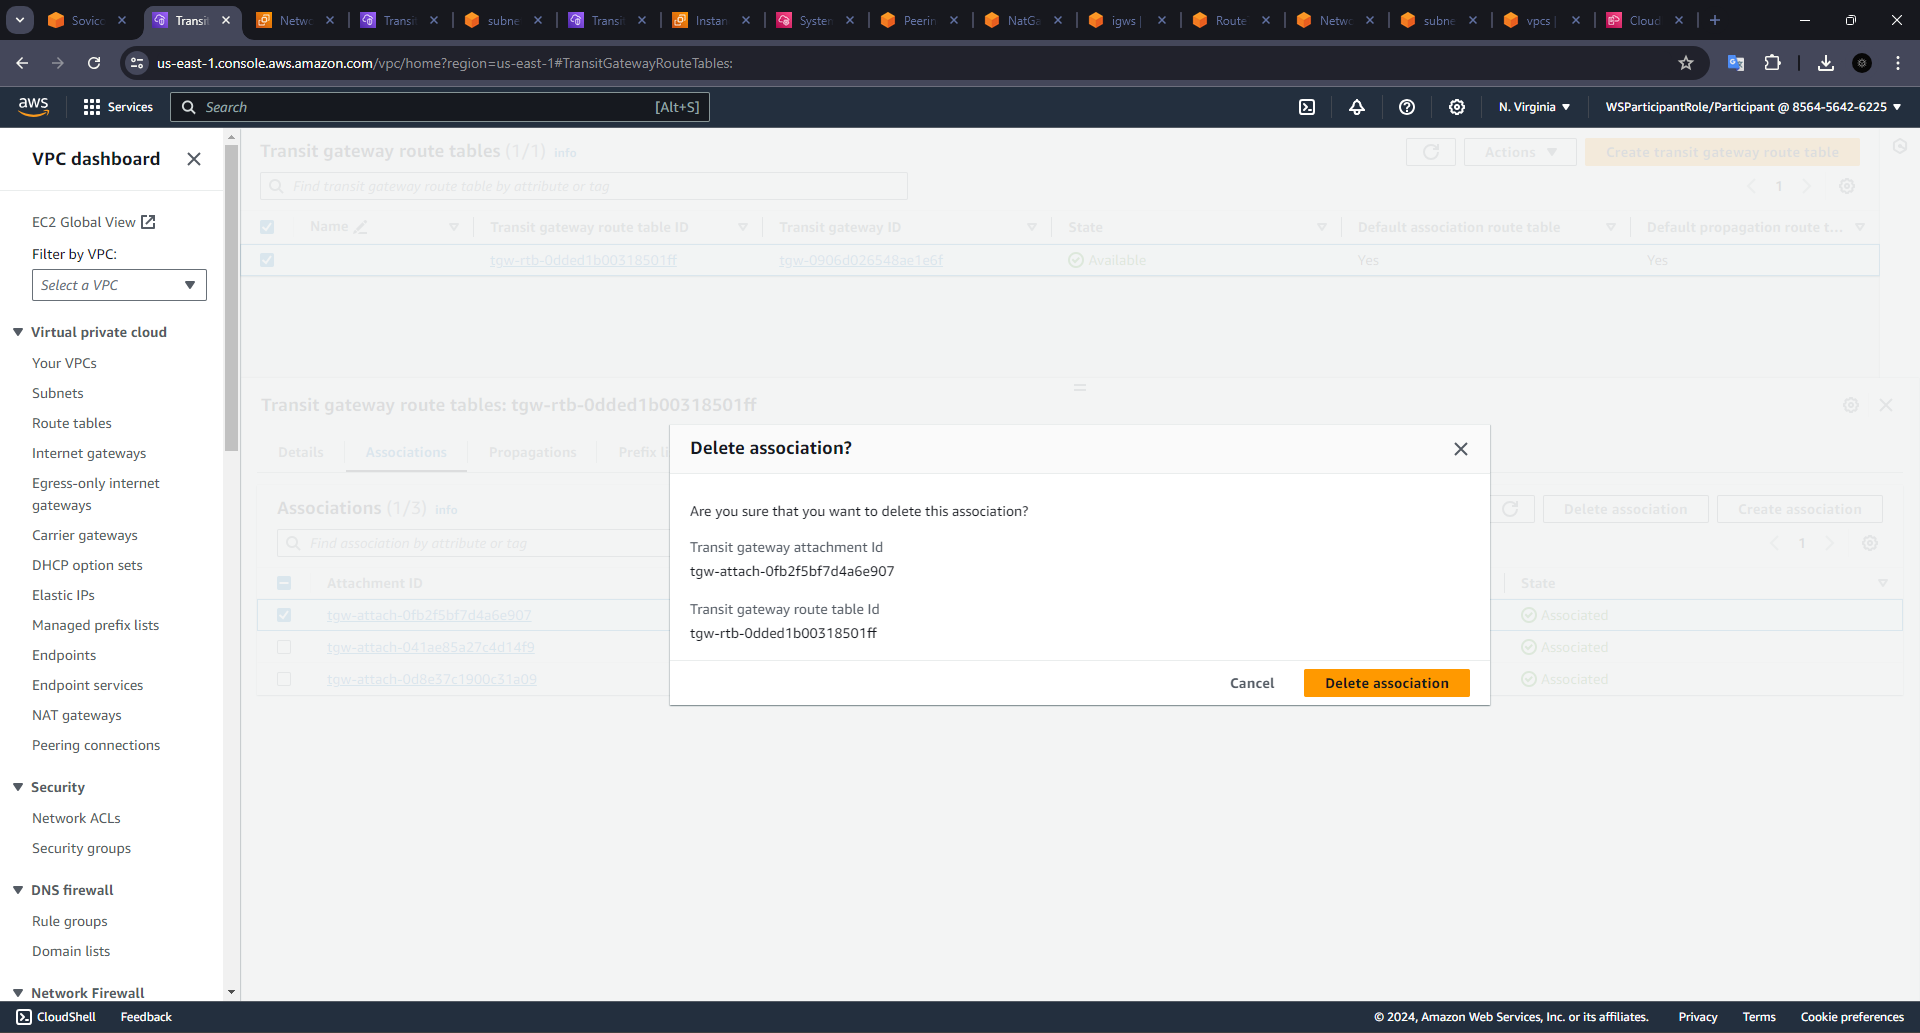 Sovico
Transit
Netwo
Transit
subne
Transit
Instan
System
Peerin
NatGa
igws |
Route
Netwo
subne
vpcs |
Cloud
us-east-1.console.aws.amazon.com/vpc/home?region=us-east-1#TransitGatewayRouteTables:
aws
Services
Search
[Alt+S]
N. Virginia
WSParticipantRole/Participant @ 8564-5642-6225
VPC dashboard
EC2 Global View
Filter by VPC:
Select a VPC
Virtual private cloud
Your VPCs
Subnets
Route tables
Internet gateways
Egress-only internet
gateways
Carrier gateways
DHCP option sets
Elastic IPs
Managed prefix lists
Endpoints
Endpoint services
NAT gateways
Peering connections
Security
Network ACLs
Security groups
DNS firewall
Rule groups
Domain lists
Network Firewall
Transit gateway route tables (1/1) Info
Actions
Create transit gateway route table
Find transit gateway route table by attribute or tag
1
Name
Transit gateway route table ID
Transit gateway ID
State
Default association route table
Default propagation route t...
tgw-rtb-0dded1b00318501ff
tgw-0906d026548ae1e6f
Available
Yes
Yes
Transit gateway route tables: tgw-rtb-0dded1b00318501ff
Details
Associations
Propagations
Prefix li
Associations (1/3) Info
Delete association
Create association
Find association by attribute or tag
1
Attachment ID
State
tgw-attach-0fb2f5bf7d4a6e907
Associated
tgw-attach-041ae85a27c4d14f9
Associated
tgw-attach-0d8e37c1900c31a09
Associated
Delete association?
Are you sure that you want to delete this association?
Transit gateway attachment Id
tgw-attach-0fb2f5bf7d4a6e907
Transit gateway route table Id
tgw-rtb-0dded1b00318501ff
Cancel
Delete association
CloudShell
Feedback
© 2024, Amazon Web Services, Inc. or its affiliates.
Privacy
Terms
Cookie preferences